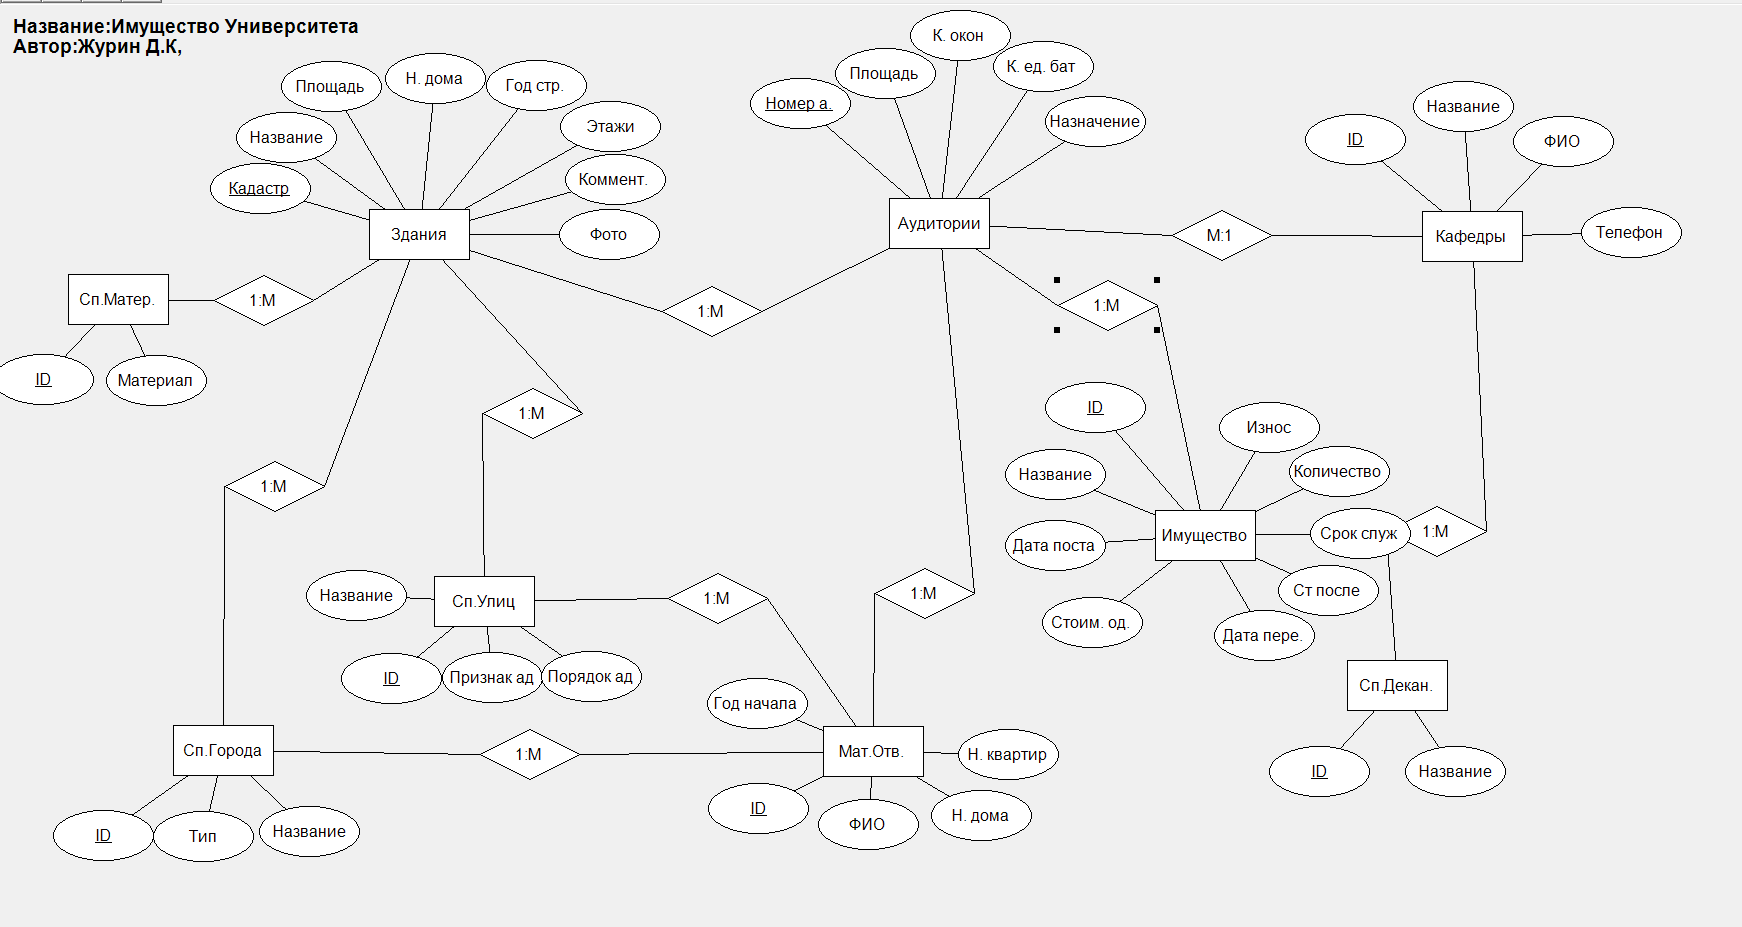 Название:Имущество Университета
Автор:Журин Д.К,
Площадь
Н. дома
Год стр.
Название
Этажи
Кадастр
Коммент.
Здания
Фото
К. окон
Площадь
К. ед. бат
Номер а.
Назначение
Аудитории
М:1
Название
ID
ФИО
Кафедры
Телефон
Сп.Матер.
1:М
1:М
1:М
ID
Материал
1:М
1:М
ID
Износ
Название
Количество
Дата поста
Имущество
Срок служ
1:М
Стоим. од.
Ст после
Дата пере.
Название
Сп.Улиц
1:М
1:М
ID
Признак ад
Порядок ад
Сп.Декан.
ID
Название
Год начала
Сп.Города
1:М
Мат.Отв.
Н. квартир
ID
Тип
Название
ID
ФИО
Н. дома